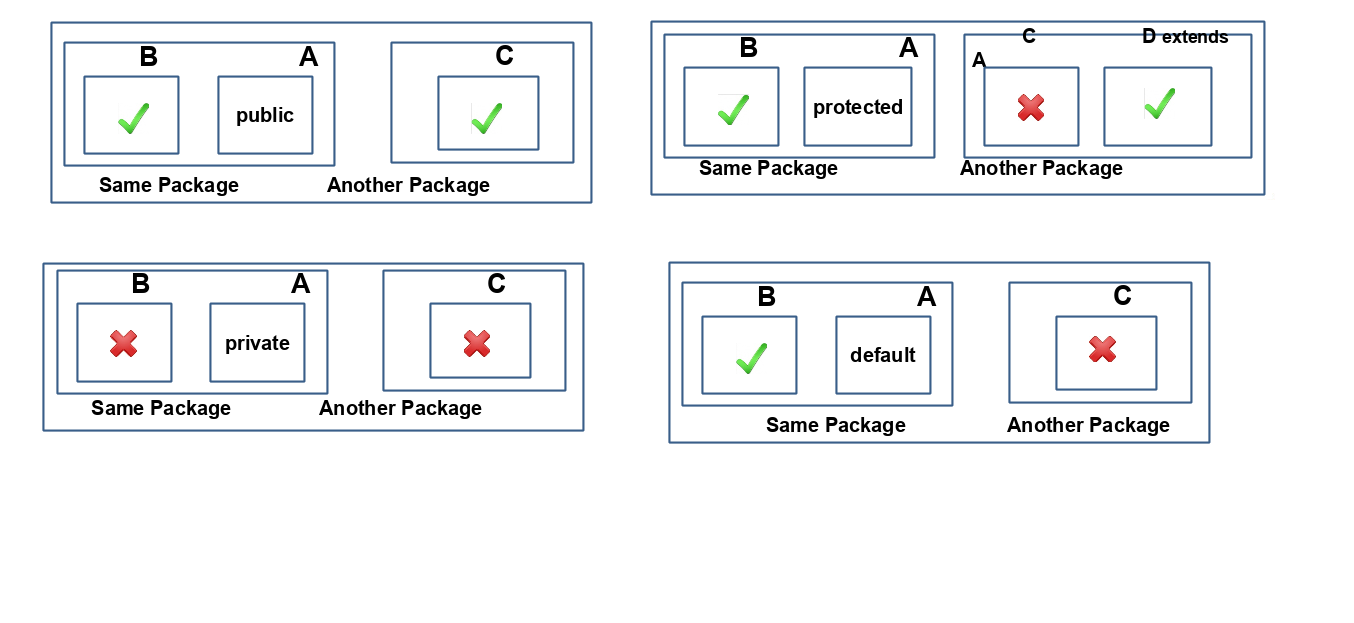 B A C
public
Same Package Another Package
B A C D extends
A
protected
Same Package Another Package
B A C
private
Same Package Another Package
B A C
default
Same Package Another Package